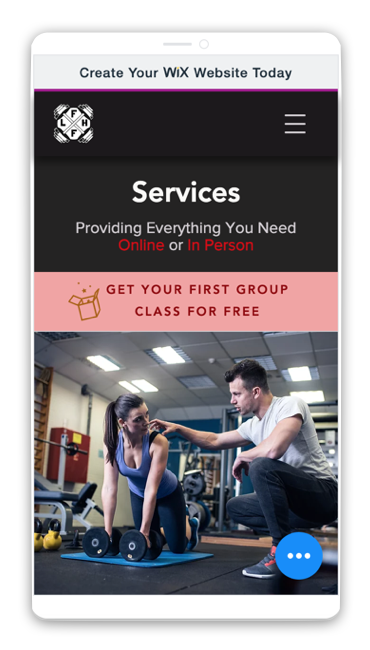 Create Your WiX Website Today
F
L H
F
Services
Providing Everything You Need
Online or In Person
GET YOUR FIRST GROUP
CLASS FOR FREE